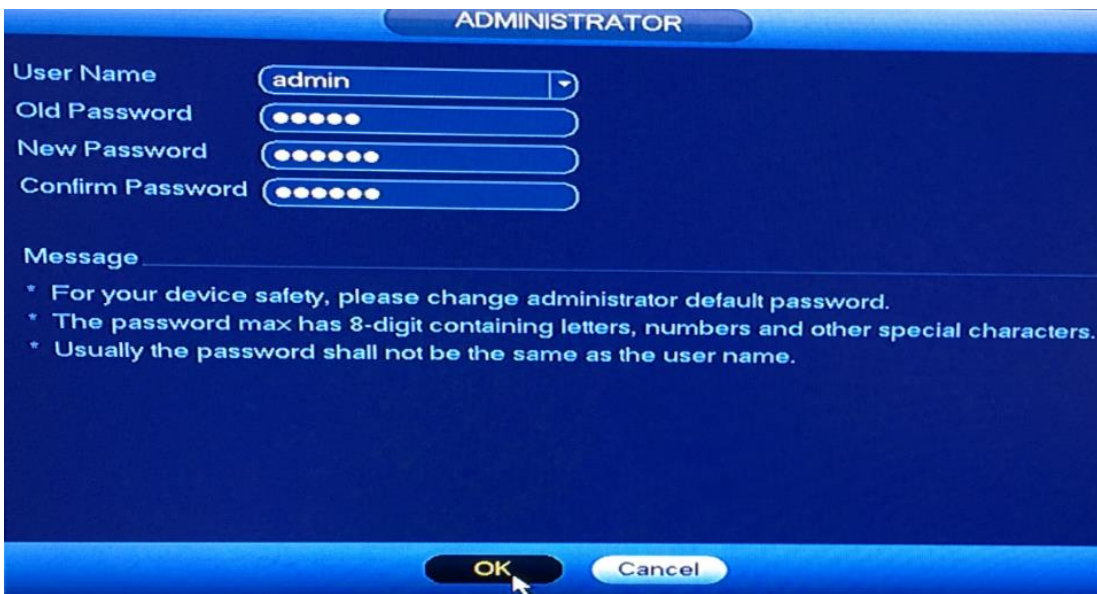 ADMINISTRATOR
User Name admin
Old Password ●●●●●
New Password ●●●●●●
Confirm Password ●●●●●●
Message
* For your device safety, please change administrator default password.
* The password max has 8-digit containing letters, numbers and other special characters.
* Usually the password shall not be the same as the user name.
OK Cancel